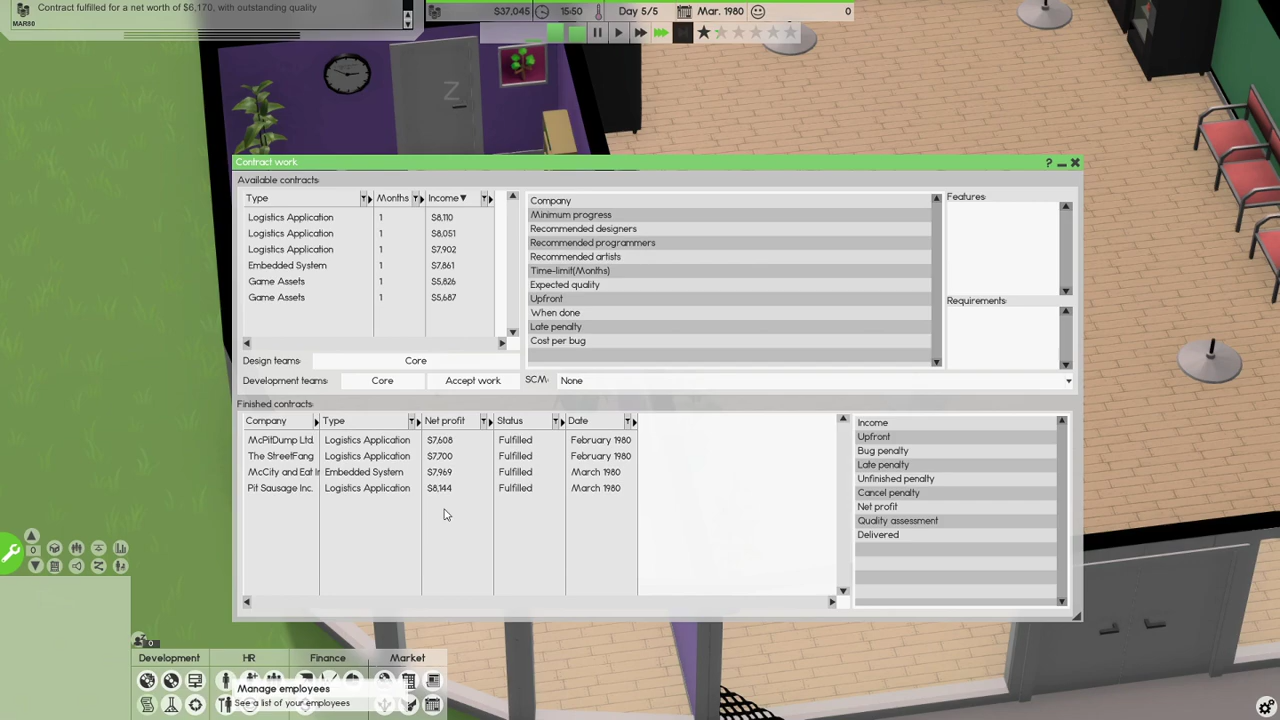 Contract fulfilled for a net worth of $6,170, with outstanding quality
MAR80
$37,045 15:50 Day 5/5 Mar. 1980 0
Z
Contract work ?
Available contracts:
Type Months Income▼
Logistics Application 1 $8,110
Logistics Application 1 $8,051
Logistics Application 1 $7,902
Embedded System 1 $7,861
Game Assets 1 $5,826
Game Assets 1 $5,687
Company
Minimum progress
Recommended designers
Recommended programmers
Recommended artists
Time-limit(Months)
Expected quality
Upfront
When done
Late penalty
Cost per bug
Features:
Requirements:
Design teams: Core
Development teams: Core Accept work SCM: None
Finished contracts:
Company Type Net profit Status Date
McPitDump Ltd. Logistics Application $7,608 Fulfilled February 1980
The StreetFang Logistics Application $7,700 Fulfilled February 1980
McCity and Eat Ir Embedded System $7,969 Fulfilled March 1980
Pit Sausage Inc. Logistics Application $8,144 Fulfilled March 1980
Income
Upfront
Bug penalty
Late penalty
Unfinished penalty
Cancel penalty
Net profit
Quality assessment
Delivered
0
0
Development HR Finance Market
Manage employees
See a list of your employees